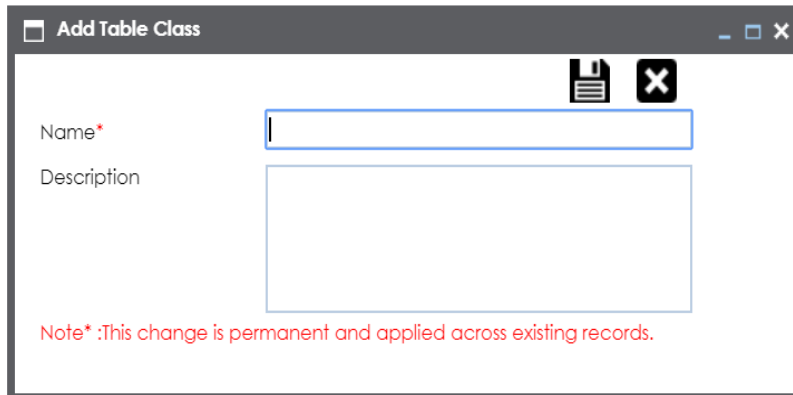 Add Table Class
Name*
Description
Note* :This change is permanent and applied across existing records.